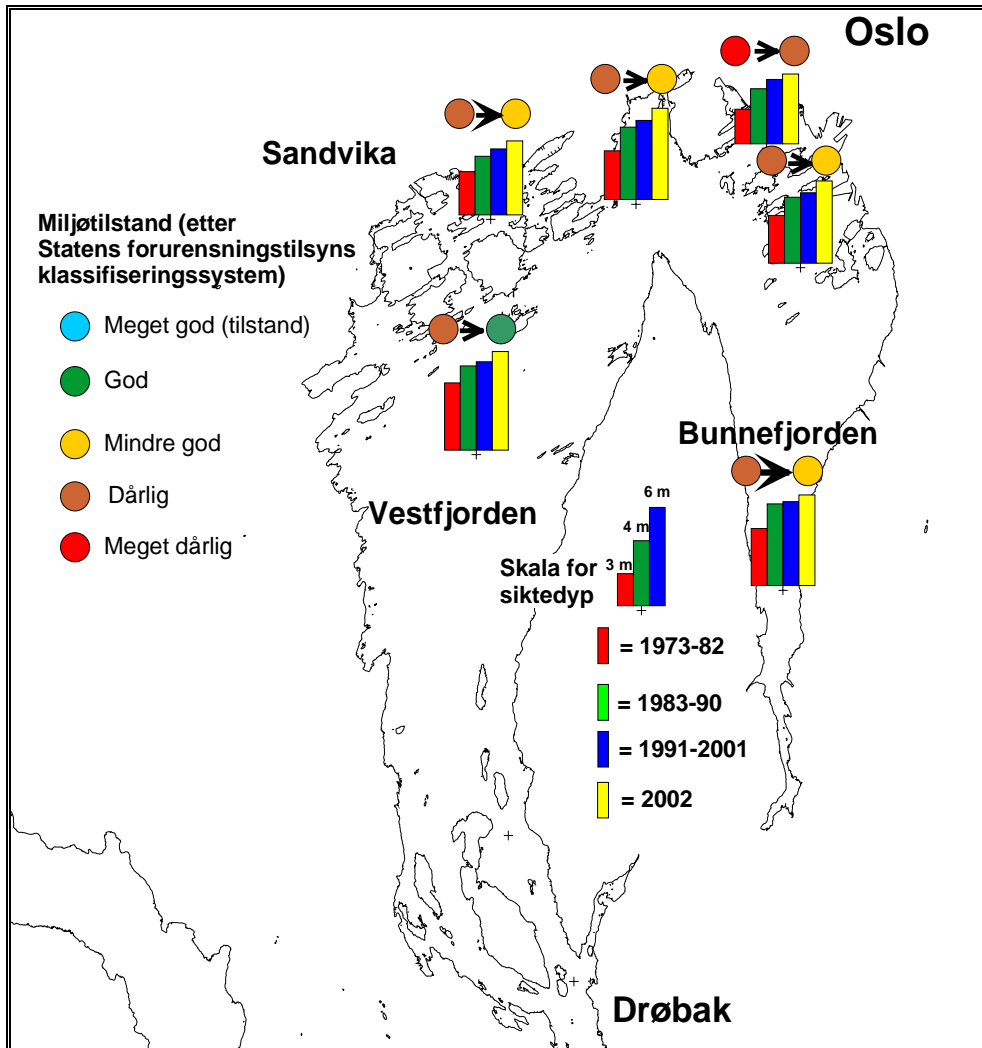 Oslo
Sandvika
Miljøtilstand (etter
Statens forurensningstilsyns
klassifiseringssystem)
Meget god (tilstand)
God
Mindre god
Dårlig
Meget dårlig
Bunnefjorden
Vestfjorden
6 m
4 m
3 m
Skala for
siktedyp
= 1973-82
= 1983-90
= 1991-2001
= 2002
Drøbak